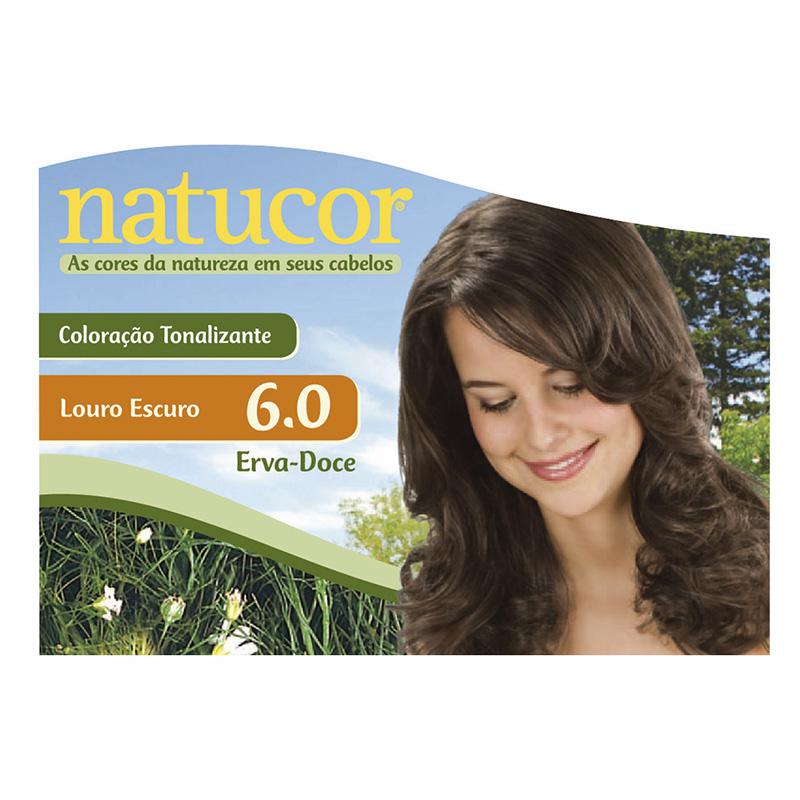 natucor®
As cores da natureza em seus cabelos
Coloração Tonalizante
Louro Escuro 6.0
Erva-Doce